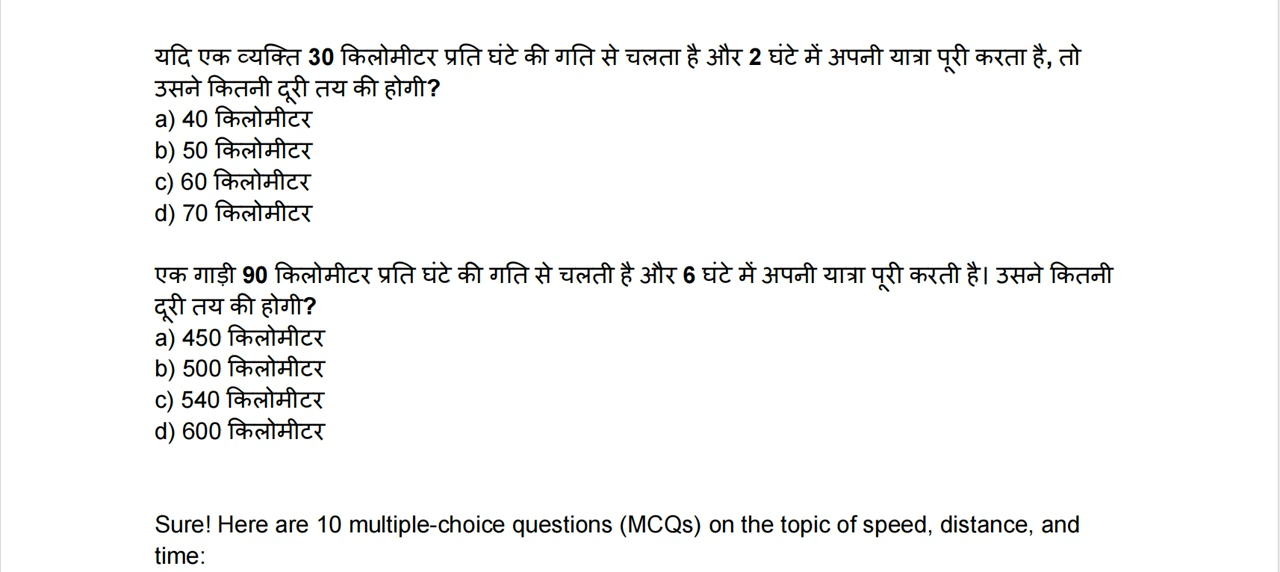 यदि एक व्यक्ति 30 किलोमीटर प्रति घंटे की गति से चलता है और 2 घंटे में अपनी यात्रा पूरी करता है, तो
उसने कितनी दूरी तय की होगी?
a) 40 किलोमीटर
b) 50 किलोमीटर
c) 60 किलोमीटर
d) 70 किलोमीटर
एक गाड़ी 90 किलोमीटर प्रति घंटे की गति से चलती है और 6 घंटे में अपनी यात्रा पूरी करती है। उसने कितनी
दूरी तय की होगी?
a) 450 किलोमीटर
b) 500 किलोमीटर
c) 540 किलोमीटर
d) 600 किलोमीटर
Sure! Here are 10 multiple-choice questions (MCQs) on the topic of speed, distance, and
time: